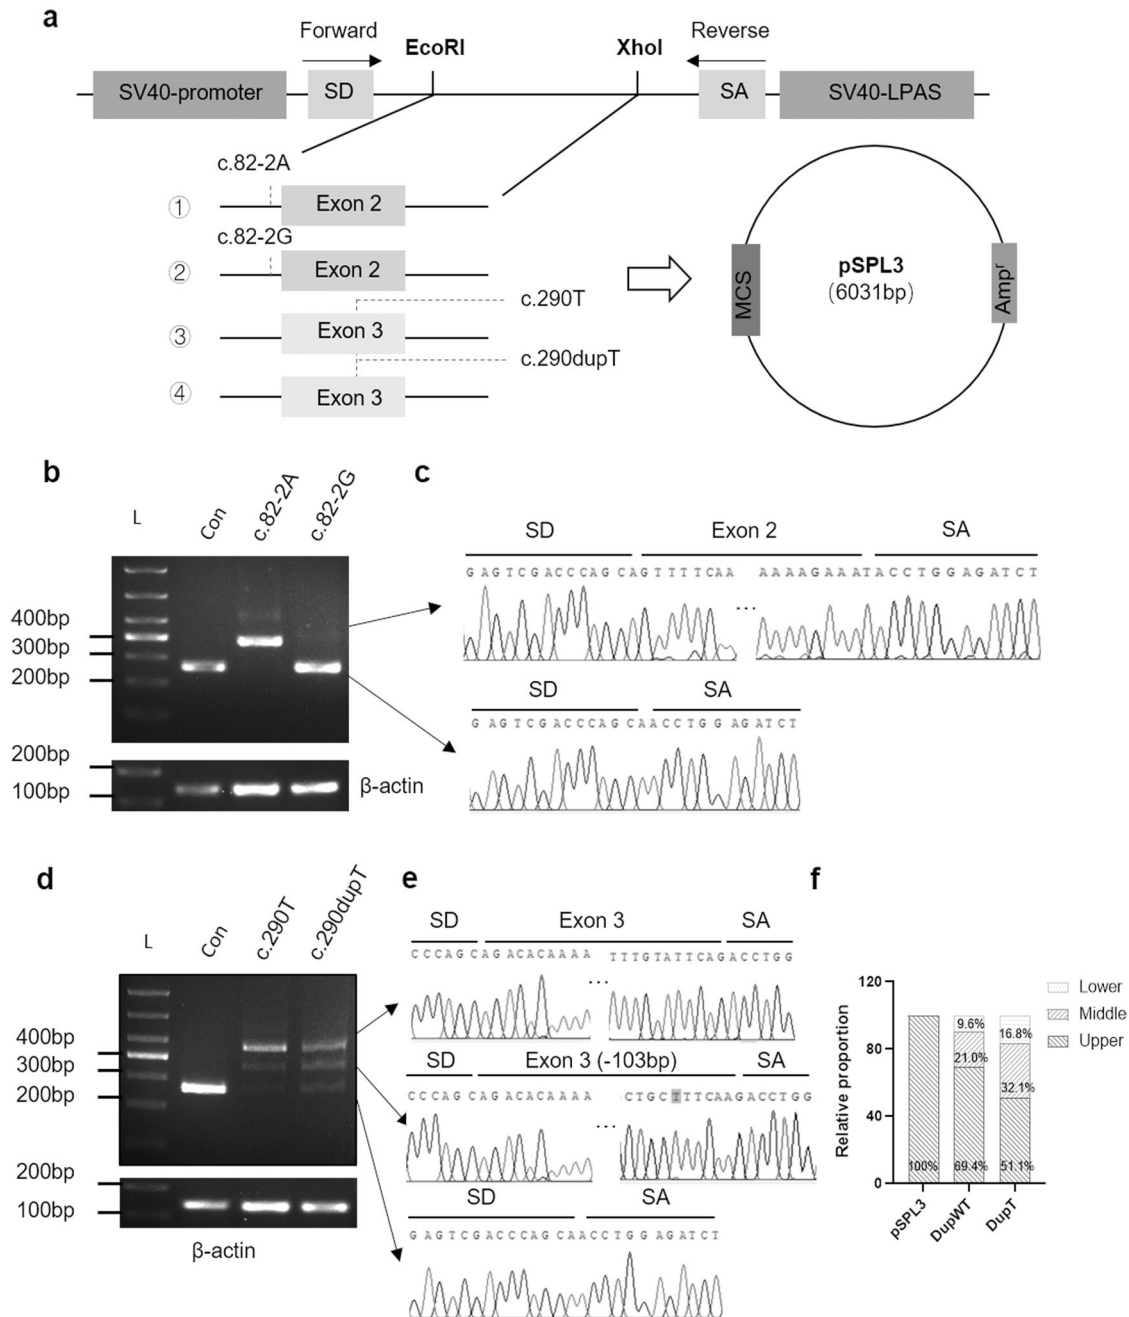 a
Forward
EcoRI
XhoI
Reverse
SV40-promoter
SD
SA
SV40-LPAS
c.82-2A
① Exon 2
c.82-2G
② Exon 2
c.290T
③ Exon 3
c.290dupT
④ Exon 3
MCS
pSPL3
(6031bp)
Ampr
b
L
Con
c.82-2A
c.82-2G
400bp
300bp
200bp
200bp
100bp
β-actin
c
SD Exon 2 SA
GAGTCGACCCAGCAGTTTTCAA ... AAAAGAAATACCTGGAGATCT
SD SA
GAGTCGACCCAGCAACCTGGAGATCT
d
L
Con
c.290T
c.290dupT
400bp
300bp
200bp
200bp
100bp
β-actin
e
SD Exon 3 SA
CCCAGCAGACACAAAA ... TTTGTATTCAGACCTGG
SD Exon 3 (-103bp) SA
CCCAGCAGACACAAAA ... CTGCTTTCAAGACCTGG
SD SA
GAGTCGACCCAGCAACCTGGAGATCT
f
Relative proportion
120
80
40
0
100%
9.6%
21.0%
69.4%
16.8%
32.1%
51.1%
pSPL3
DupWT
DupT
Lower
Middle
Upper